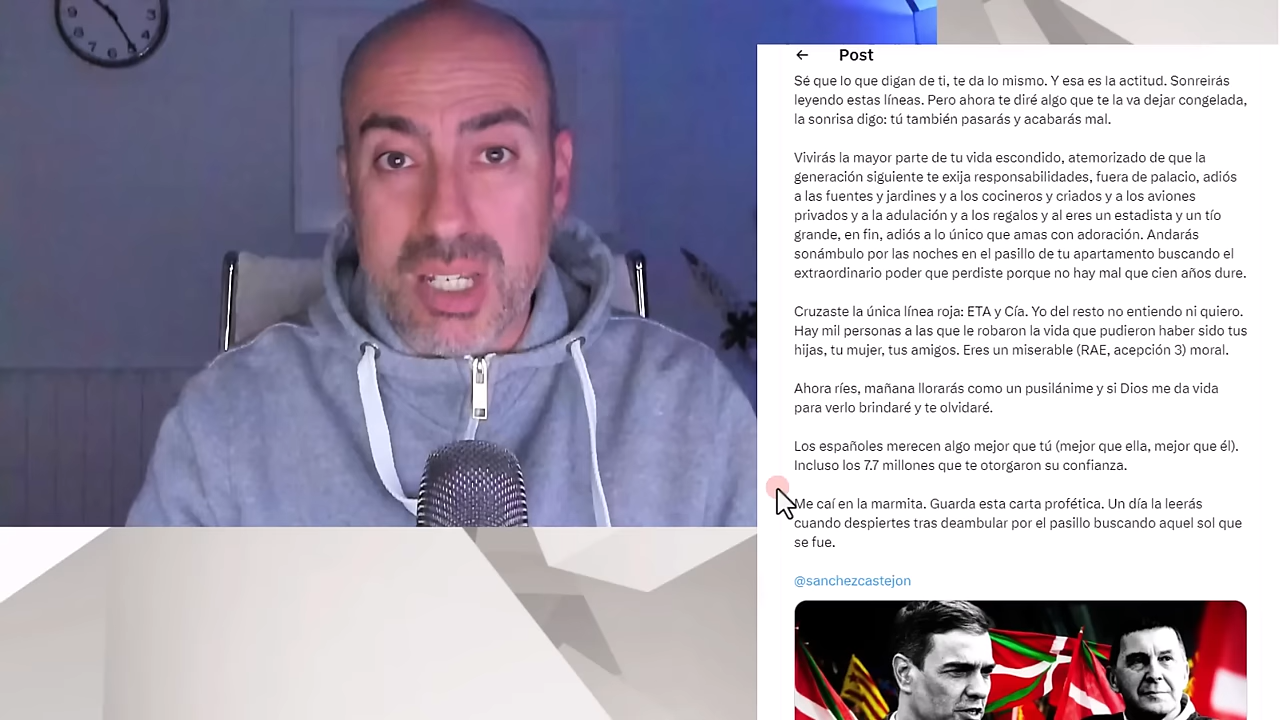 9
3
8
4
7
6
5
← Post
Sé que lo que digan de ti, te da lo mismo. Y esa es la actitud. Sonreirás
leyendo estas líneas. Pero ahora te diré algo que te la va dejar congelada,
la sonrisa digo: tú también pasarás y acabarás mal.
Vivirás la mayor parte de tu vida escondido, atemorizado de que la
generación siguiente te exija responsabilidades, fuera de palacio, adiós
a las fuentes y jardines y a los cocineros y criados y a los aviones
privados y a la adulación y a los regalos y al eres un estadista y un tío
grande, en fin, adiós a lo único que amas con adoración. Andarás
sonámbulo por las noches en el pasillo de tu apartamento buscando el
extraordinario poder que perdiste porque no hay mal que cien años dure.
Cruzaste la única línea roja: ETA y Cía. Yo del resto no entiendo ni quiero.
Hay mil personas a las que le robaron la vida que pudieron haber sido tus
hijas, tu mujer, tus amigos. Eres un miserable (RAE, acepción 3) moral.
Ahora ríes, mañana llorarás como un pusilánime y si Dios me da vida
para verlo brindaré y te olvidaré.
Los españoles merecen algo mejor que tú (mejor que ella, mejor que él).
Incluso los 7.7 millones que te otorgaron su confianza.
Me caí en la marmita. Guarda esta carta profética. Un día la leerás
cuando despiertes tras deambular por el pasillo buscando aquel sol que
se fue.
@sanchezcastejon